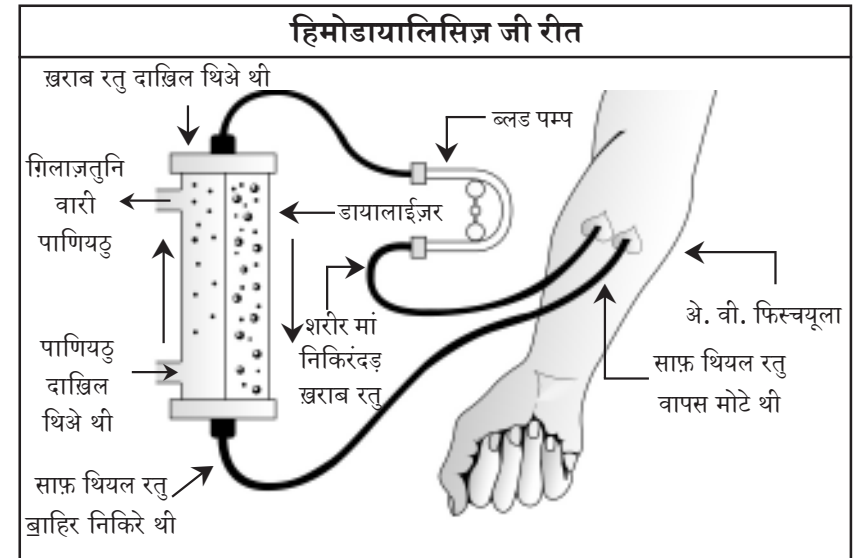 हिमोडायालिसिज़ जी रीत
ख़राब रतु दाख़िल थिअे थी
ब्लड पम्प
ग़िलाज़तुनि
वारी
पाणियठु
डायालाईज़र
अे. वी. फिस्चयूला
शरीर मां
निकिरंदड़
ख़राब रतु
पाणियठु
दाख़िल
थिअे थी
साफ़ थियल रतु
वापस मोटे थी
साफ़ थियल रतु
ॿाहिर निकिरे थी